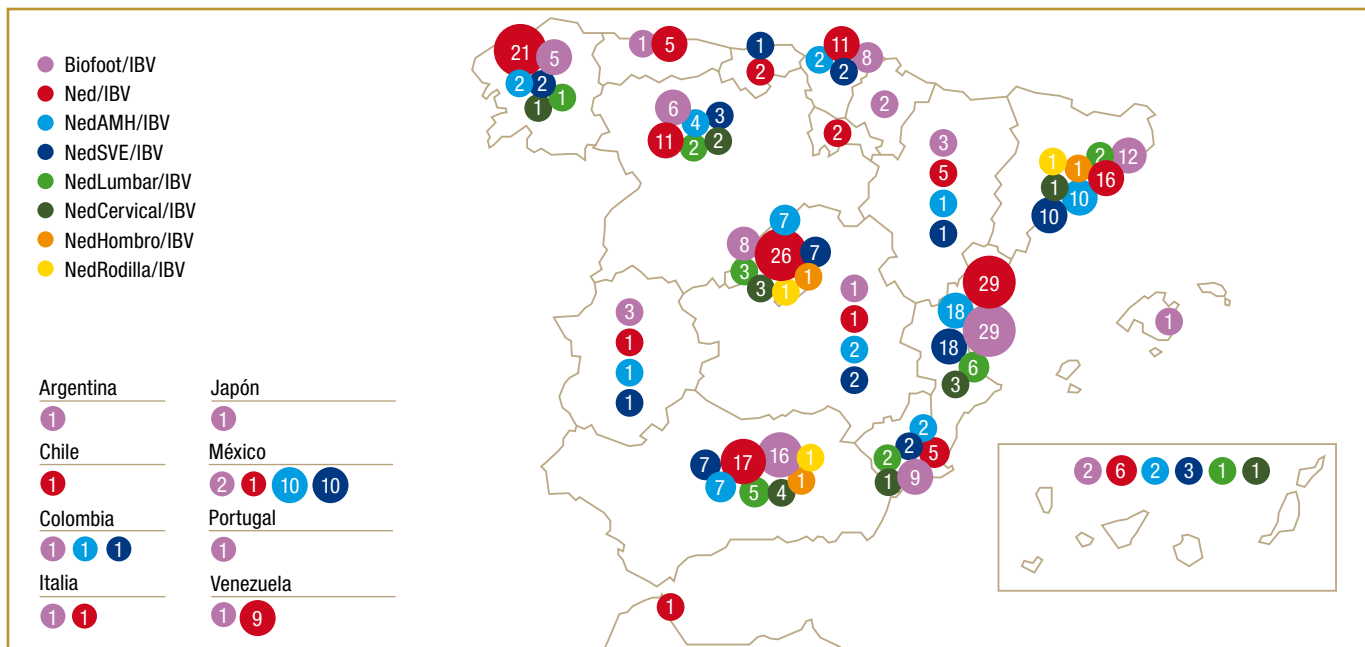 Biofoot/IBV
Ned/IBV
NedAMH/IBV
NedSVE/IBV
NedLumbar/IBV
NedCervical/IBV
NedHombro/IBV
NedRodilla/IBV
Argentina
1
Japón
1
Chile
1
México
2 1 10 10
Colombia
1 1 1
Portugal
1
Italia
1 1
Venezuela
1 9
21 5
2 2 1
1
1 5
1
2
11
2 8
2
2
6 3
4
11 2 2
2
3
5
1
1
2 12
1 1 16
1 10
10
7
8 7
26
3 1
3 1
3
1
1
1
1
1
2
2
29
18
29
18
6
3
1
16 1
7 17
7 5 4 1
2
2 5
2
1 9
2 6 2 3 1 1
1